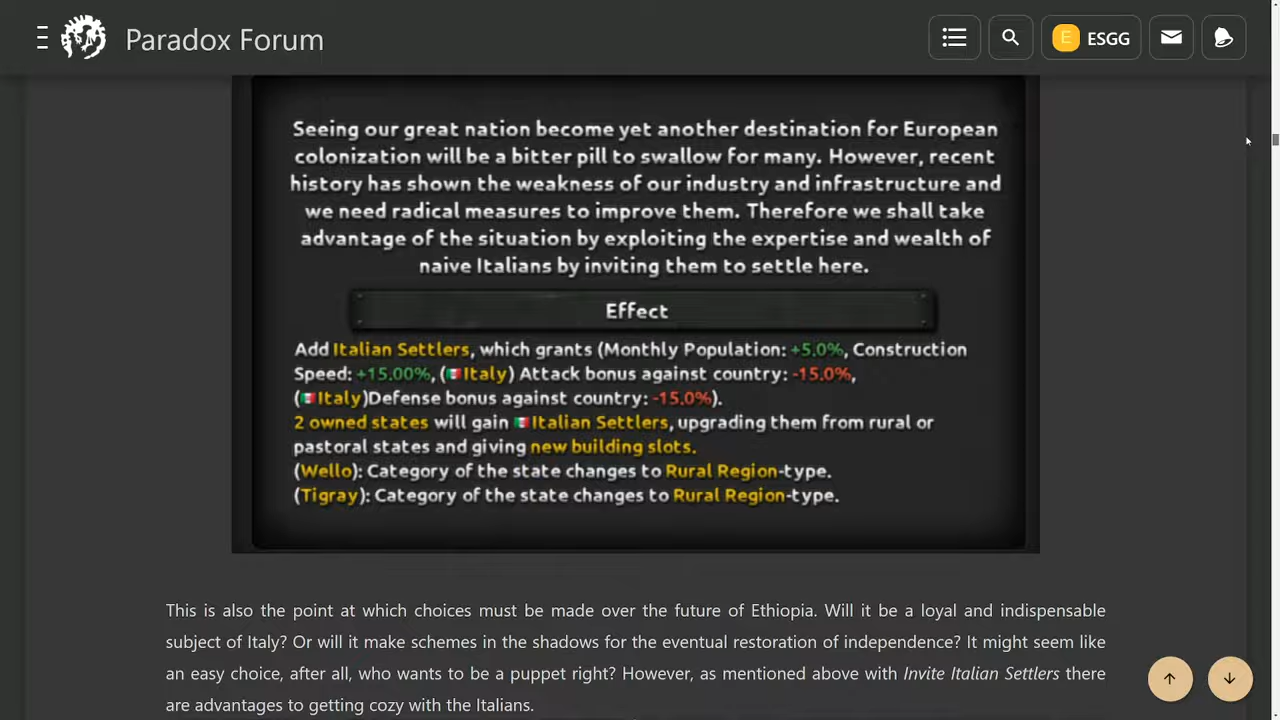 Paradox Forum
E ESGG
Seeing our great nation become yet another destination for European
colonization will be a bitter pill to swallow for many. However, recent
history has shown the weakness of our industry and infrastructure and
we need radical measures to improve them. Therefore we shall take
advantage of the situation by exploiting the expertise and wealth of
naive Italians by inviting them to settle here.
Effect
Add Italian Settlers, which grants (Monthly Population: +5.0%, Construction
Speed: +15.00%, (Italy) Attack bonus against country: -15.0%,
(Italy)Defense bonus against country: -15.0%).
2 owned states will gain Italian Settlers, upgrading them from rural or
pastoral states and giving new building slots.
(Wello): Category of the state changes to Rural Region-type.
(Tigray): Category of the state changes to Rural Region-type.
This is also the point at which choices must be made over the future of Ethiopia. Will it be a loyal and indispensable
subject of Italy? Or will it make schemes in the shadows for the eventual restoration of independence? It might seem like
an easy choice, after all, who wants to be a puppet right? However, as mentioned above with Invite Italian Settlers there
are advantages to getting cozy with the Italians.